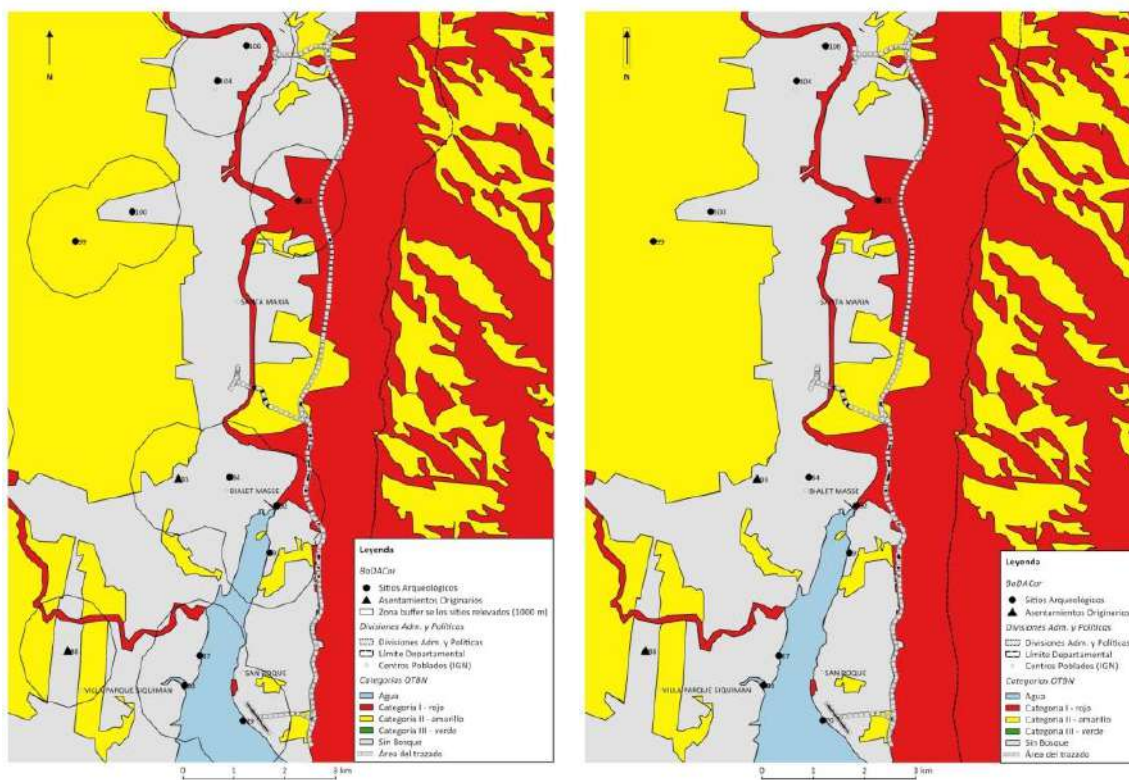 N
106
104
100
99
SANTA MARIA
84
BIALET MASSE
SAN ROQUE
VILLA PARQUE SIQUIMAN
Leyenda
BaDACor
Sitios Arqueológicos
Asentamientos Originarios
Zona buffer se los sitios relevados (1000 m)
Divisiones Adm. y Políticas
Divisiones Adm. y Políticas
Límite Departamental
Centros Poblados (IGN)
Categorías OTBN
Agua
Categoría I - rojo
Categoría II - amarillo
Categoría III - verde
Sin Bosque
Área del trazado
0 1 2 3 km
N
106
104
100
99
SANTA MARIA
84
BIALET MASSE
SAN ROQUE
VILLA PARQUE SIQUIMAN
Leyenda
BaDACor
Sitios Arqueológicos
Asentamientos Originarios
Divisiones Adm. y Políticas
Divisiones Adm. y Políticas
Límite Departamental
Centros Poblados (IGN)
Categorías OTBN
Agua
Categoría I - rojo
Categoría II - amarillo
Categoría III - verde
Sin Bosque
Área del trazado
0 1 2 3 km